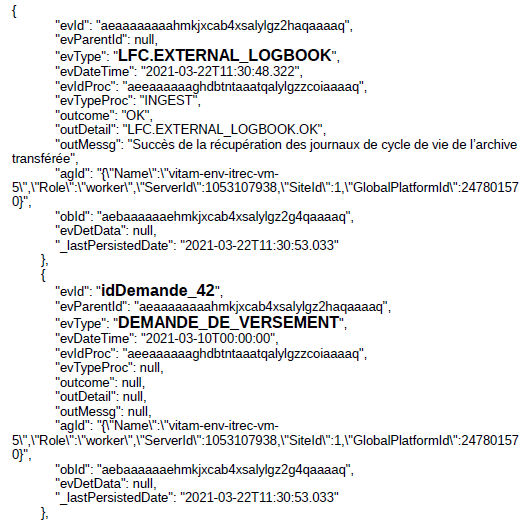 {
"evId": "aeaaaaaaaahmkjxcab4xsalylgz2haqaaaaq",
"evParentId": null,
"evType": "LFC.EXTERNAL_LOGBOOK",
"evDateTime": "2021-03-22T11:30:48.322",
"evIdProc": "aeeaaaaaaghdbtntaaatqalylgzzcoiaaaaq",
"evTypeProc": "INGEST",
"outcome": "OK",
"outDetail": "LFC.EXTERNAL_LOGBOOK.OK",
"outMessg": "Succès de la récupération des journaux de cycle de vie de l'archive
transférée",
"agId": "{\"Name\":\"vitam-env-itrec-vm-
5\",\"Role\":\"worker\",\"ServerId\":1053107938,\"SiteId\":1,\"GlobalPlatformId\":24780157
0}",
"obId": "aebaaaaaaehmkjxcab4xsalylgz2g4qaaaaq",
"evDetData": null,
"_lastPersistedDate": "2021-03-22T11:30:53.033"
},
{
"evId": "idDemande_42",
"evParentId": "aeaaaaaaaahmkjxcab4xsalylgz2haqaaaaq",
"evType": "DEMANDE_DE_VERSEMENT",
"evDateTime": "2021-03-10T00:00:00",
"evIdProc": "aeeaaaaaaghdbtntaaatqalylgzzcoiaaaaq",
"evTypeProc": null,
"outcome": null,
"outDetail": null,
"outMessg": null,
"agId": "{\"Name\":\"vitam-env-itrec-vm-
5\",\"Role\":\"worker\",\"ServerId\":1053107938,\"SiteId\":1,\"GlobalPlatformId\":24780157
0}",
"obId": "aebaaaaaaehmkjxcab4xsalylgz2g4qaaaaq",
"evDetData": null,
"_lastPersistedDate": "2021-03-22T11:30:53.033"
},